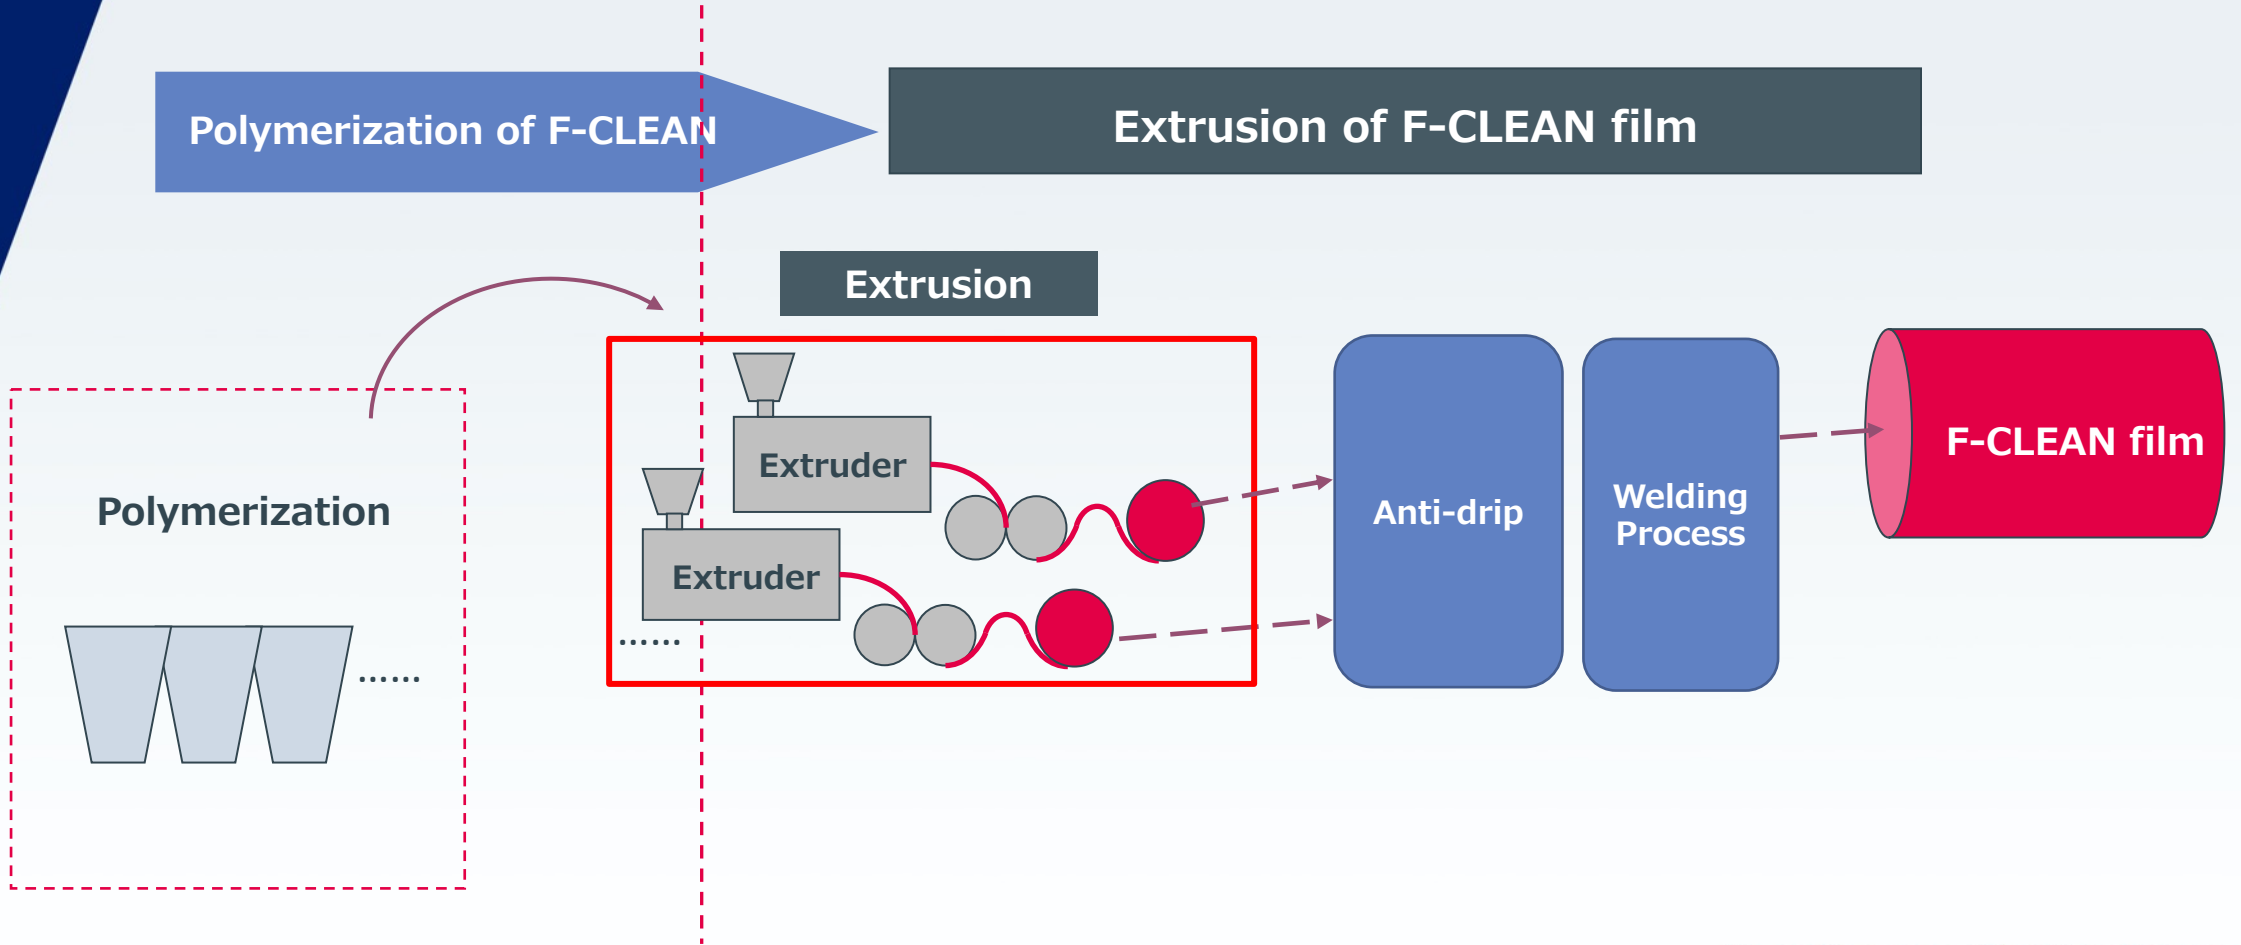 Polymerization of F-CLEAN
Extrusion of F-CLEAN film
Extrusion
Polymerization
......
Extruder
Extruder
......
Anti-drip
Welding
Process
F-CLEAN film